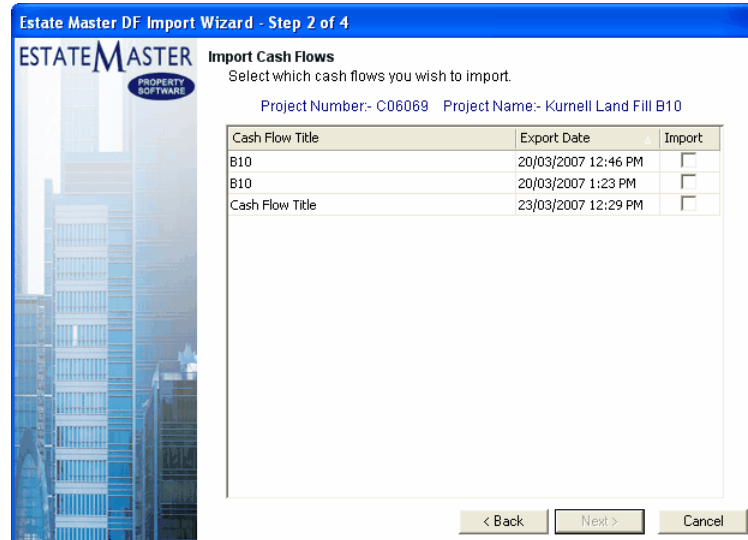 Estate Master DF Import Wizard - Step 2 of 4
ESTATEMASTER
PROPERTY
SOFTWARE
Import Cash Flows
Select which cash flows you wish to import.
Project Number:- C06069 Project Name:- Kurnell Land Fill B10
Cash Flow Title Export Date Import
B10 20/03/2007 12:46 PM
B10 20/03/2007 1:23 PM
Cash Flow Title 23/03/2007 12:29 PM
< Back Next > Cancel